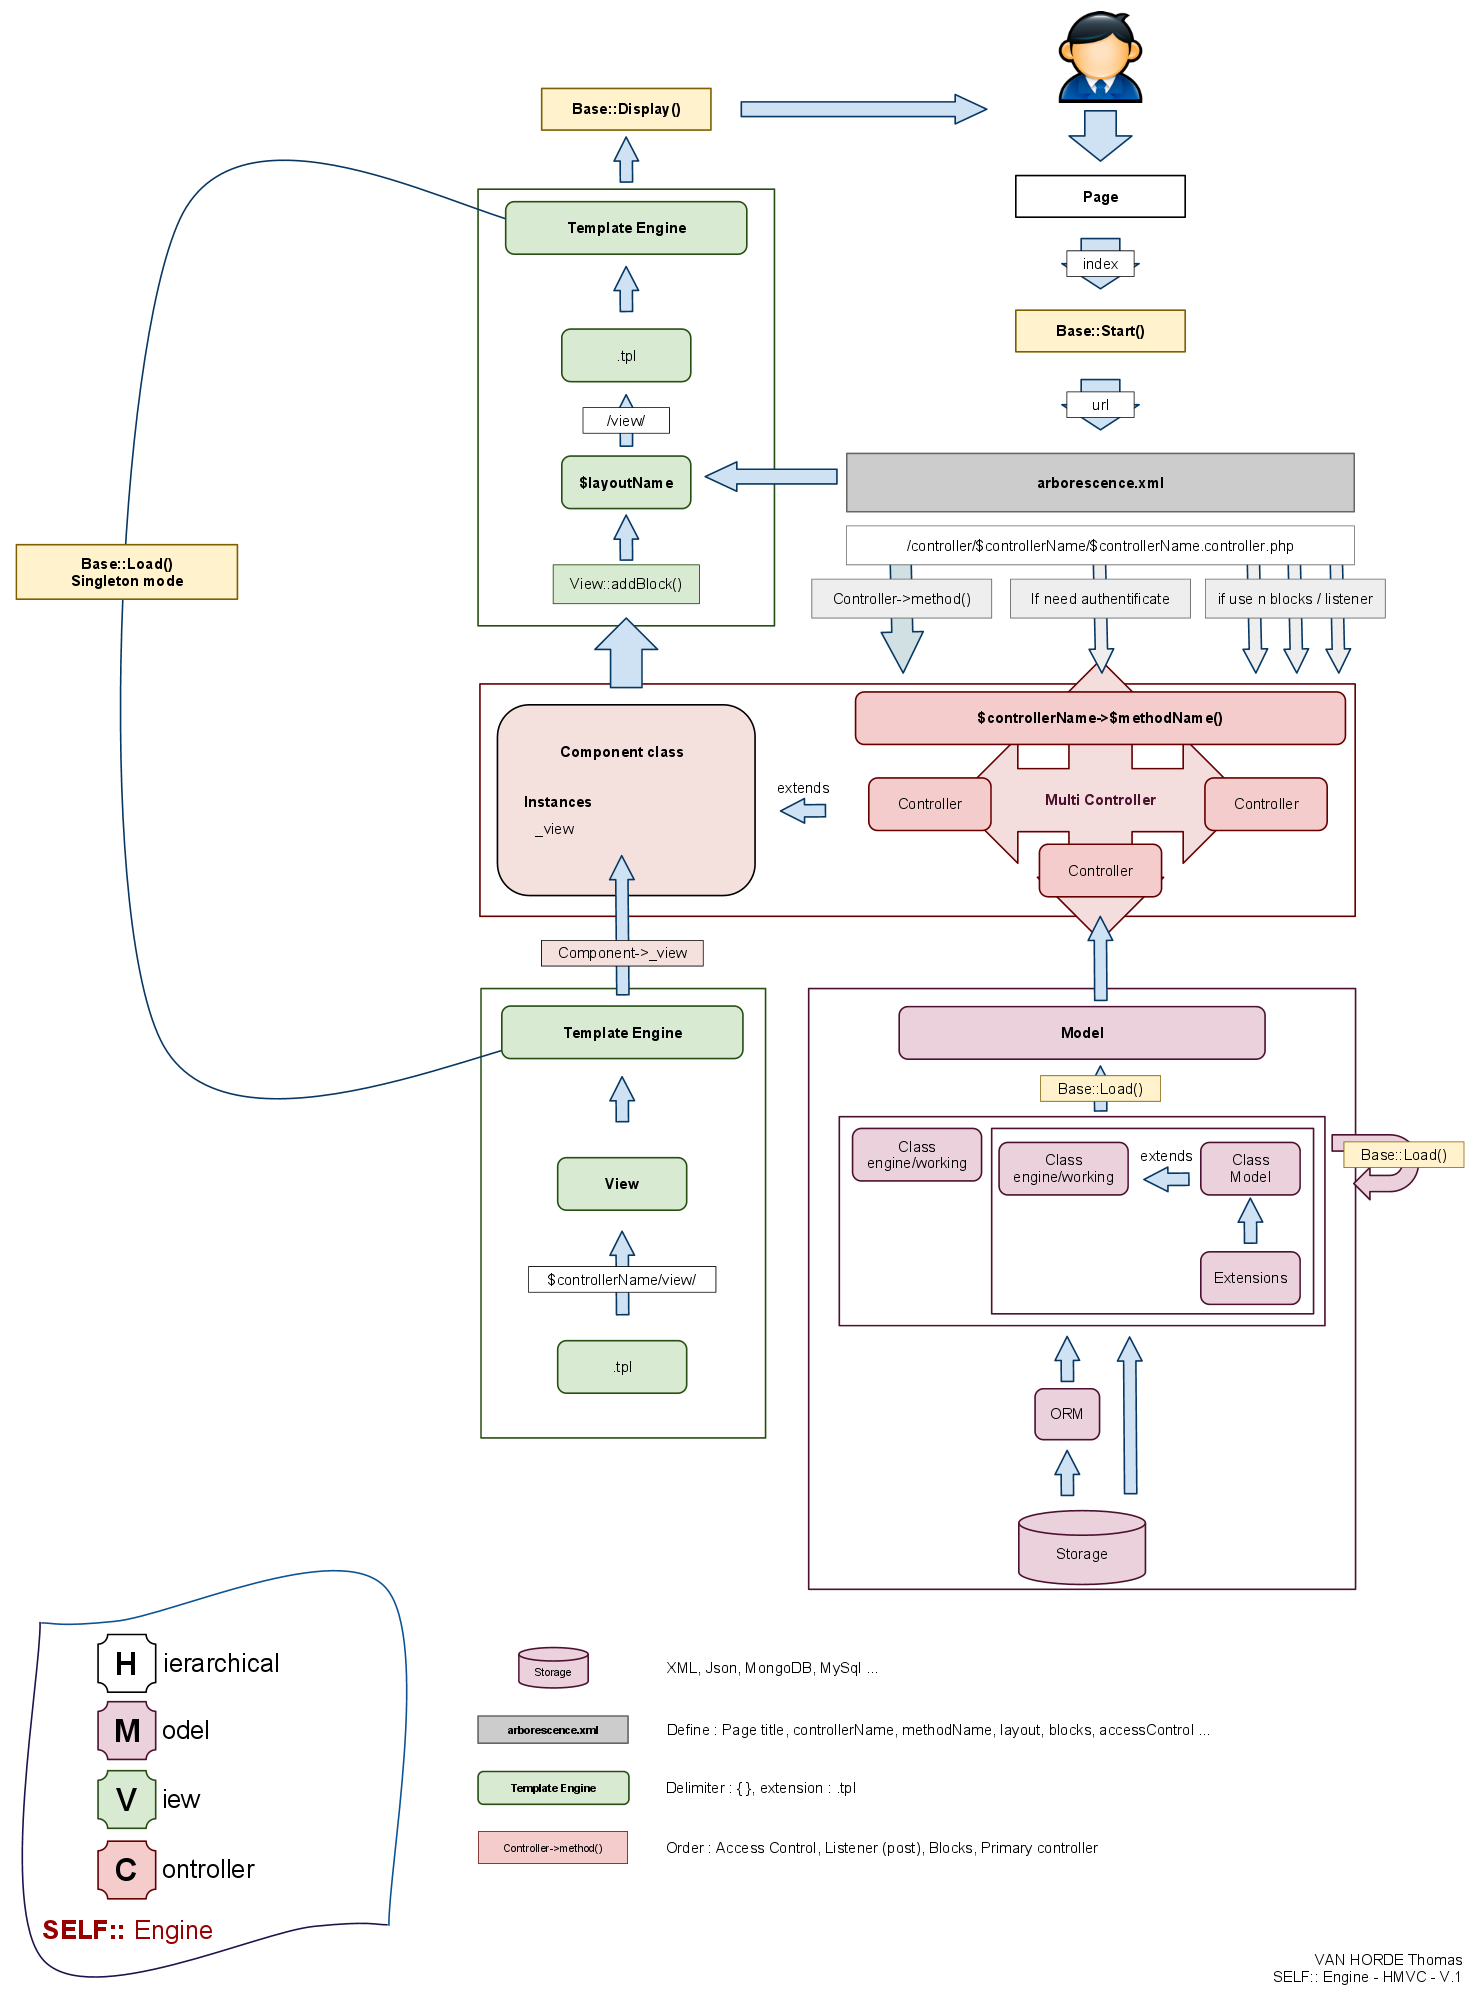 Base::Display()
Page
Template Engine
index
Base::Start()
.tpl
url
/view/
$layoutName
arborescence.xml
/controller/$controllerName/$controllerName.controller.php
Base::Load()
Singleton mode
View::addBlock()
Controller->method()
If need authentificate
if use n blocks / listener
$controllerName->$methodName()
Component class
Instances
_view
extends
Controller
Multi Controller
Controller
Controller
Component->_view
Template Engine
Model
Base::Load()
Class
engine/working
Class
engine/working
extends
Class
Model
Base::Load()
View
Extensions
$controllerName/view/
.tpl
ORM
Storage
H ierarchical
M odel
V iew
C ontroller
SELF:: Engine
Storage
XML, Json, MongoDB, MySql ...
arborescence.xml
Define : Page title, controllerName, methodName, layout, blocks, accessControl ...
Template Engine
Delimiter : { }, extension : .tpl
Controller->method()
Order : Access Control, Listener (post), Blocks, Primary controller
VAN HORDE Thomas
SELF:: Engine - HMVC - V.1